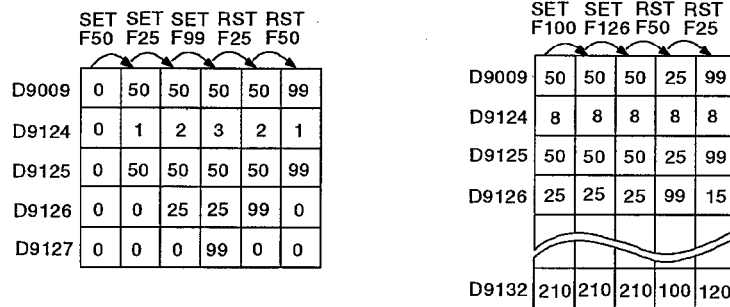 SET SET SET RST RST
F50 F25 F99 F25 F50
D9009 0 50 50 50 50 99
D9124 0 1 2 3 2 1
D9125 0 50 50 50 50 99
D9126 0 0 25 25 99 0
D9127 0 0 0 99 0 0
SET SET RST RST
F100 F126 F50 F25
D9009 50 50 50 25 99
D9124 8 8 8 8 8
D9125 50 50 50 25 99
D9126 25 25 25 99 15
D9132 210 210 210 100 120